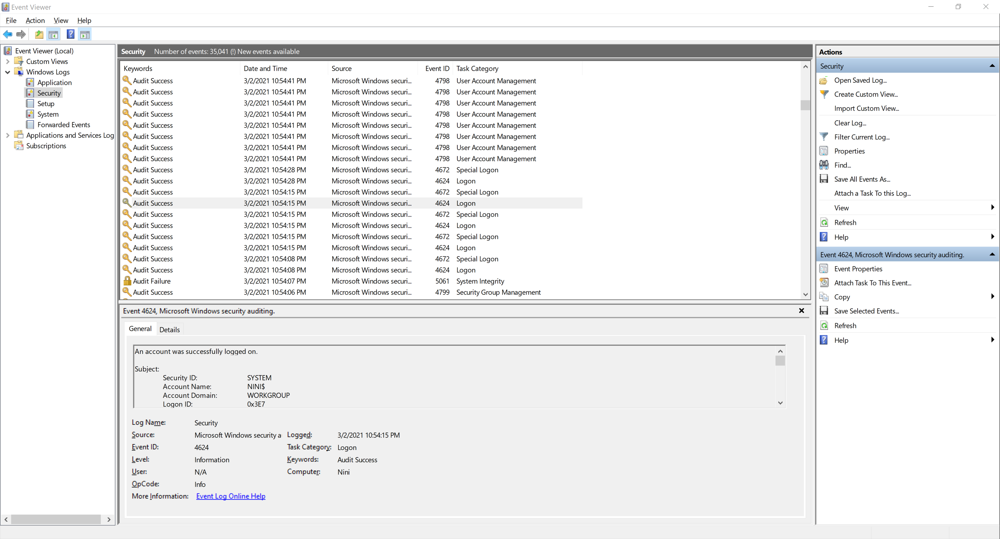 Event Viewer
File Action View Help
Event Viewer (Local)
Custom Views
Windows Logs
Application
Security
Setup
System
Forwarded Events
Applications and Services Log
Subscriptions
Security Number of events: 35,041 (!) New events available
Keywords Date and Time Source Event ID Task Category
Audit Success 3/2/2021 10:54:41 PM Microsoft Windows securi... 4798 User Account Management
Audit Success 3/2/2021 10:54:41 PM Microsoft Windows securi... 4798 User Account Management
Audit Success 3/2/2021 10:54:41 PM Microsoft Windows securi... 4798 User Account Management
Audit Success 3/2/2021 10:54:41 PM Microsoft Windows securi... 4798 User Account Management
Audit Success 3/2/2021 10:54:41 PM Microsoft Windows securi... 4798 User Account Management
Audit Success 3/2/2021 10:54:41 PM Microsoft Windows securi... 4798 User Account Management
Audit Success 3/2/2021 10:54:41 PM Microsoft Windows securi... 4798 User Account Management
Audit Success 3/2/2021 10:54:41 PM Microsoft Windows securi... 4798 User Account Management
Audit Success 3/2/2021 10:54:28 PM Microsoft Windows securi... 4672 Special Logon
Audit Success 3/2/2021 10:54:28 PM Microsoft Windows securi... 4624 Logon
Audit Success 3/2/2021 10:54:15 PM Microsoft Windows securi... 4672 Special Logon
Audit Success 3/2/2021 10:54:15 PM Microsoft Windows securi... 4624 Logon
Audit Success 3/2/2021 10:54:15 PM Microsoft Windows securi... 4672 Special Logon
Audit Success 3/2/2021 10:54:15 PM Microsoft Windows securi... 4624 Logon
Audit Success 3/2/2021 10:54:15 PM Microsoft Windows securi... 4672 Special Logon
Audit Success 3/2/2021 10:54:15 PM Microsoft Windows securi... 4624 Logon
Audit Success 3/2/2021 10:54:08 PM Microsoft Windows securi... 4672 Special Logon
Audit Success 3/2/2021 10:54:08 PM Microsoft Windows securi... 4624 Logon
Audit Failure 3/2/2021 10:54:07 PM Microsoft Windows securi... 5061 System Integrity
Audit Success 3/2/2021 10:54:06 PM Microsoft Windows securi... 4799 Security Group Management
Event 4624, Microsoft Windows security auditing.
General Details
An account was successfully logged on.
Subject:
Security ID: SYSTEM
Account Name: NINI$
Account Domain: WORKGROUP
Logon ID: 0x3E7
Log Name: Security
Source: Microsoft Windows security a Logged: 3/2/2021 10:54:15 PM
Event ID: 4624 Task Category: Logon
Level: Information Keywords: Audit Success
User: N/A Computer: Nini
OpCode: Info
More Information: Event Log Online Help
Actions
Security
Open Saved Log...
Create Custom View...
Import Custom View...
Clear Log...
Filter Current Log...
Properties
Find...
Save All Events As...
Attach a Task To this Log...
View
Refresh
Help
Event 4624, Microsoft Windows security auditing.
Event Properties
Attach Task To This Event...
Copy
Save Selected Events...
Refresh
Help